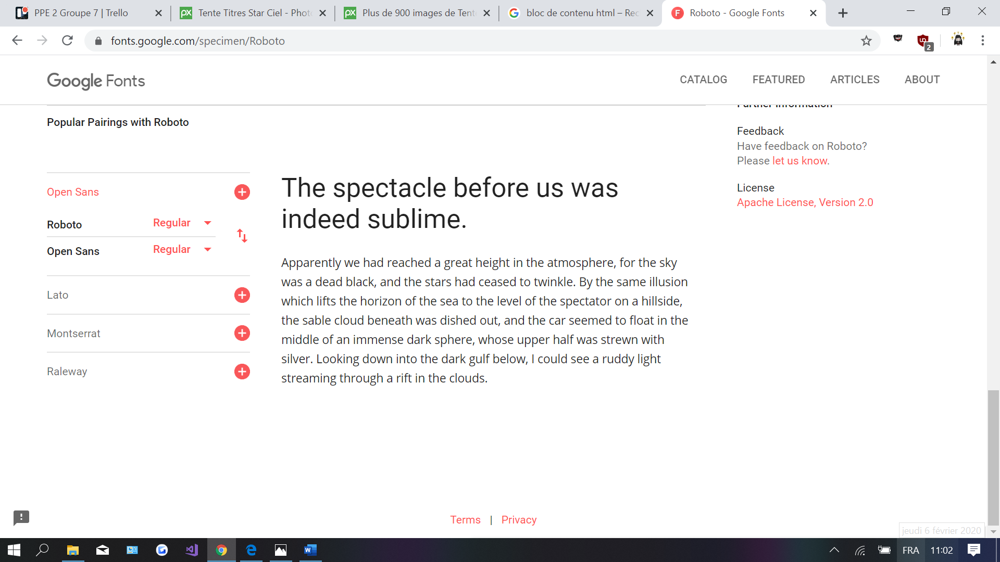 PPE 2 Groupe 7 | Trello
Tente Titres Star Ciel - Phot
Plus de 900 images de Tent
bloc de contenu html – Rec
Roboto - Google Fonts
fonts.google.com/specimen/Roboto
2
Google Fonts
CATALOG
FEATURED
ARTICLES
ABOUT
Popular Pairings with Roboto
Open Sans
Roboto
Regular
Open Sans
Regular
Lato
Montserrat
Raleway
The spectacle before us was
indeed sublime.
Apparently we had reached a great height in the atmosphere, for the sky
was a dead black, and the stars had ceased to twinkle. By the same illusion
which lifts the horizon of the sea to the level of the spectator on a hillside,
the sable cloud beneath was dished out, and the car seemed to float in the
middle of an immense dark sphere, whose upper half was strewn with
silver. Looking down into the dark gulf below, I could see a ruddy light
streaming through a rift in the clouds.
Further Information
Feedback
Have feedback on Roboto?
Please let us know.
License
Apache License, Version 2.0
Terms | Privacy
jeudi 6 février 2020
FRA
11:02